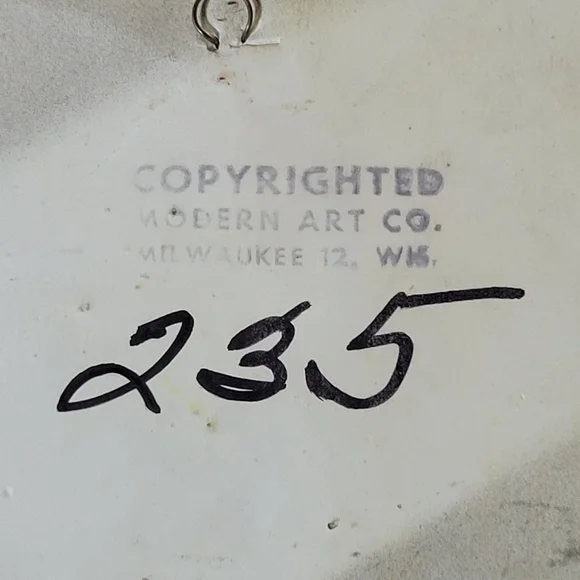 COPYRIGHTED
MODERN ART CO.
MILWAUKEE 12, WIS.
235